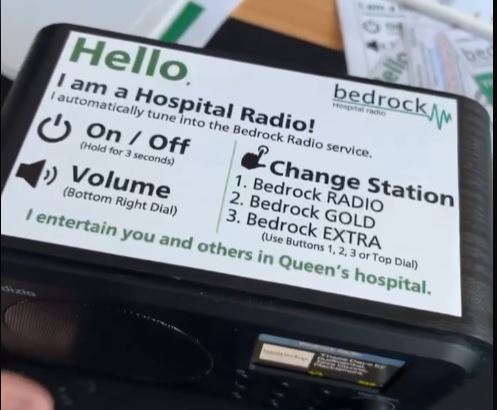 Hello.
bedrock
Hospital radio
I am a Hospital Radio!
I automatically tune into the Bedrock Radio service.
On / Off
(Hold for 3 seconds)
Volume
(Bottom Right Dial)
Change Station
1. Bedrock RADIO
2. Bedrock GOLD
3. Bedrock EXTRA
(Use Buttons 1, 2, 3 or Top Dial)
I entertain you and others in Queen's hospital.